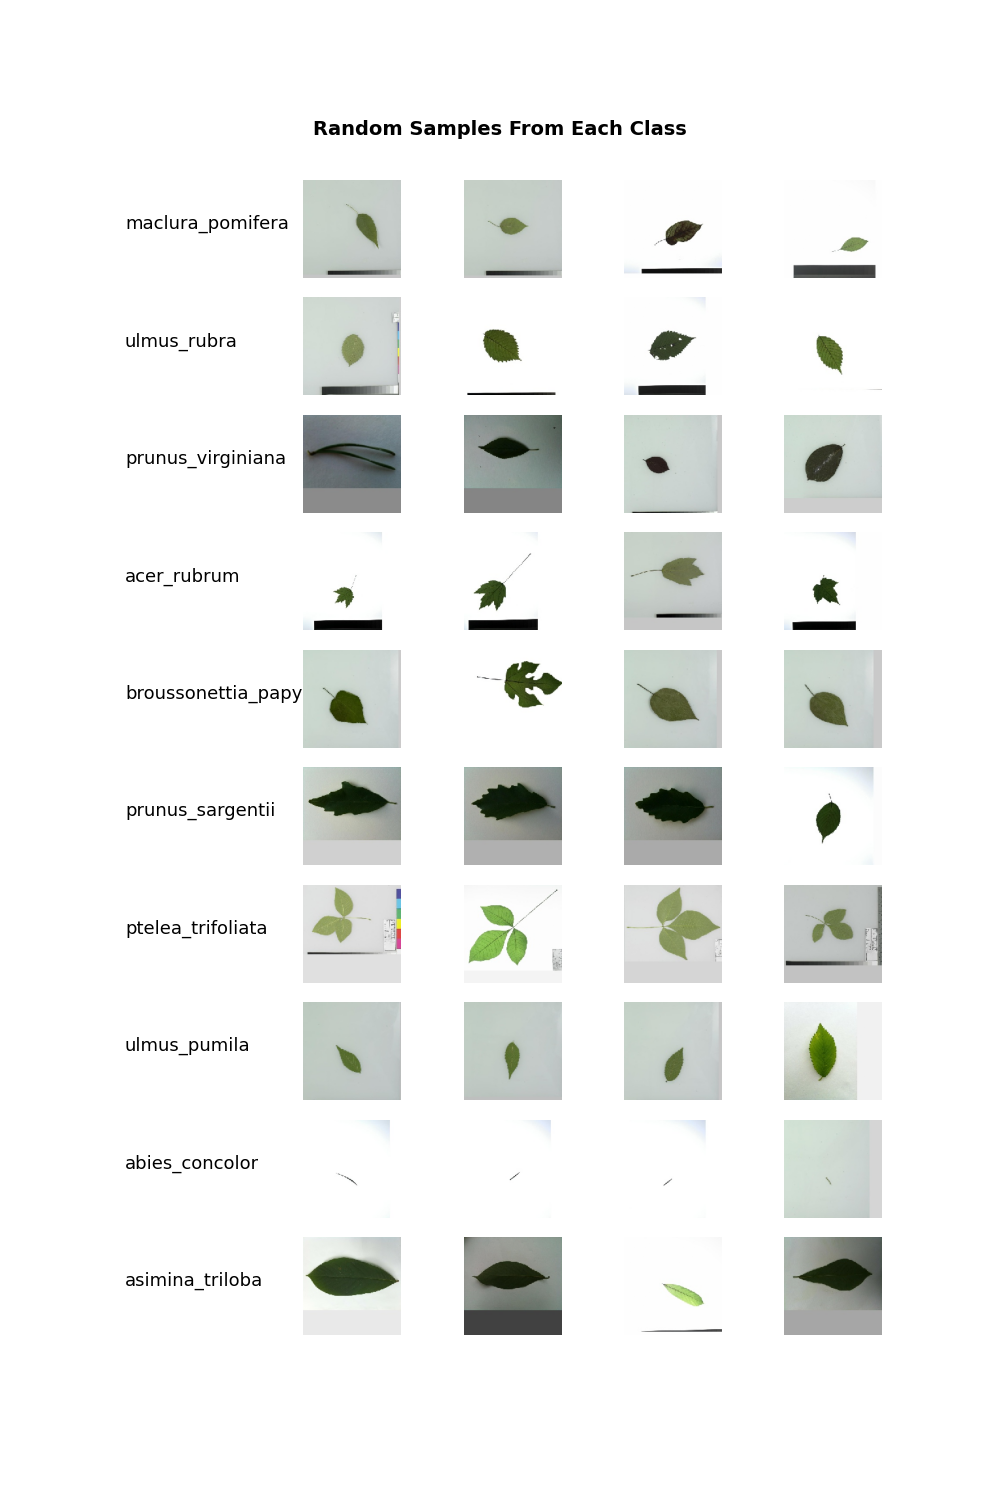 Random Samples From Each Class
maclura_pomifera
ulmus_rubra
prunus_virginiana
acer_rubrum
broussonettia_papy
prunus_sargentii
ptelea_trifoliata
ulmus_pumila
abies_concolor
asimina_triloba